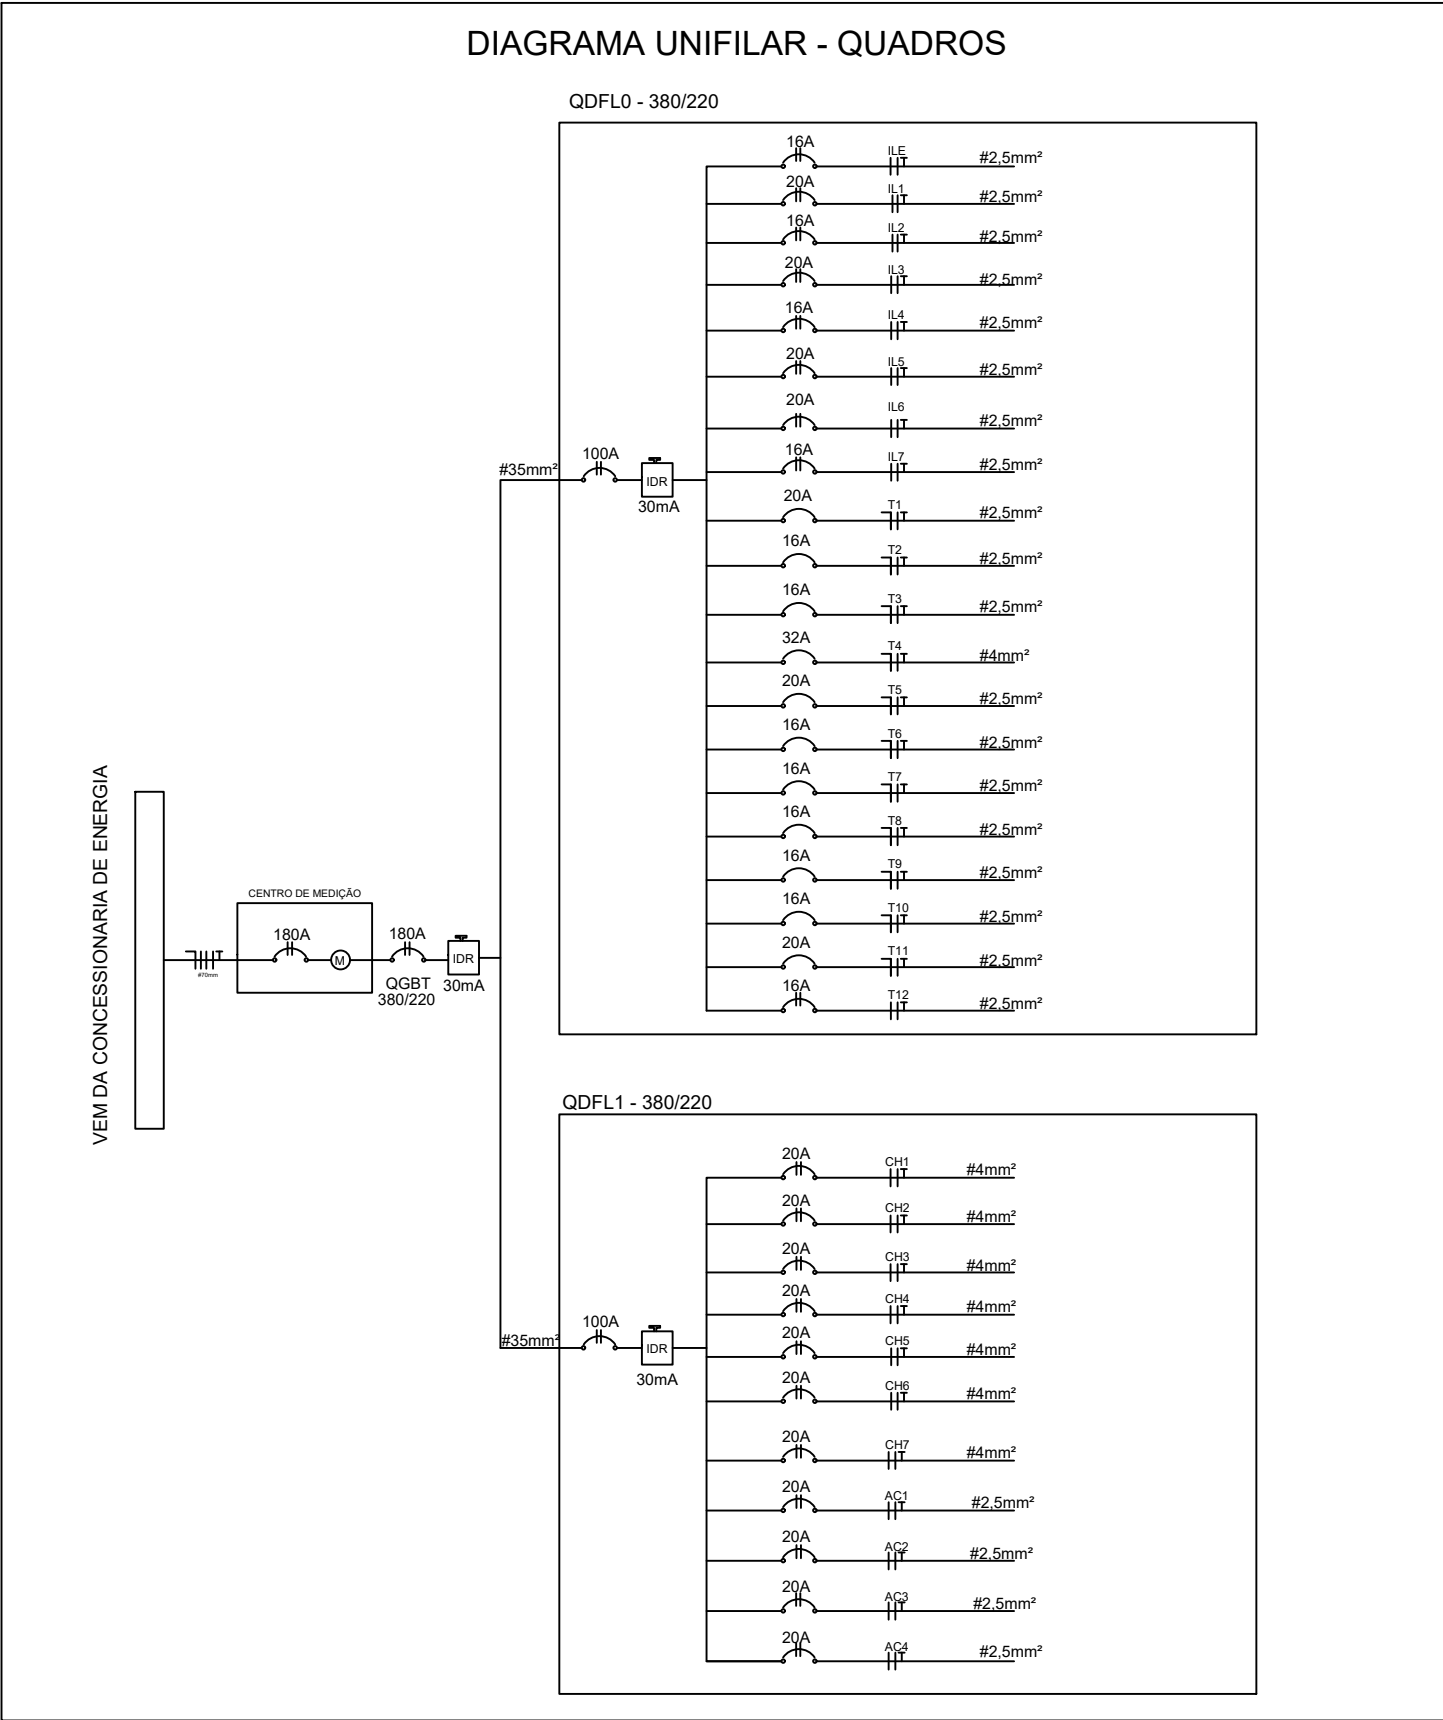 DIAGRAMA UNIFILAR - QUADROS
QDFL0 - 380/220
16A ILE #2,5mm²
20A IL1 #2,5mm²
16A IL2 #2,5mm²
20A IL3 #2,5mm²
16A IL4 #2,5mm²
20A IL5 #2,5mm²
20A IL6 #2,5mm²
16A IL7 #2,5mm²
#35mm² 100A IDR 30mA
20A T1 #2,5mm²
16A T2 #2,5mm²
16A T3 #2,5mm²
32A T4 #4mm²
20A T5 #2,5mm²
16A T6 #2,5mm²
16A T7 #2,5mm²
16A T8 #2,5mm²
16A T9 #2,5mm²
16A T10 #2,5mm²
20A T11 #2,5mm²
16A T12 #2,5mm²
VEM DA CONCESSIONARIA DE ENERGIA
#70mm
CENTRO DE MEDIÇÃO
180A M
180A
QGBT
380/220
IDR
30mA
QDFL1 - 380/220
20A CH1 #4mm²
20A CH2 #4mm²
20A CH3 #4mm²
20A CH4 #4mm²
#35mm² 100A IDR 30mA
20A CH5 #4mm²
20A CH6 #4mm²
20A CH7 #4mm²
20A AC1 #2,5mm²
20A AC2 #2,5mm²
20A AC3 #2,5mm²
20A AC4 #2,5mm²